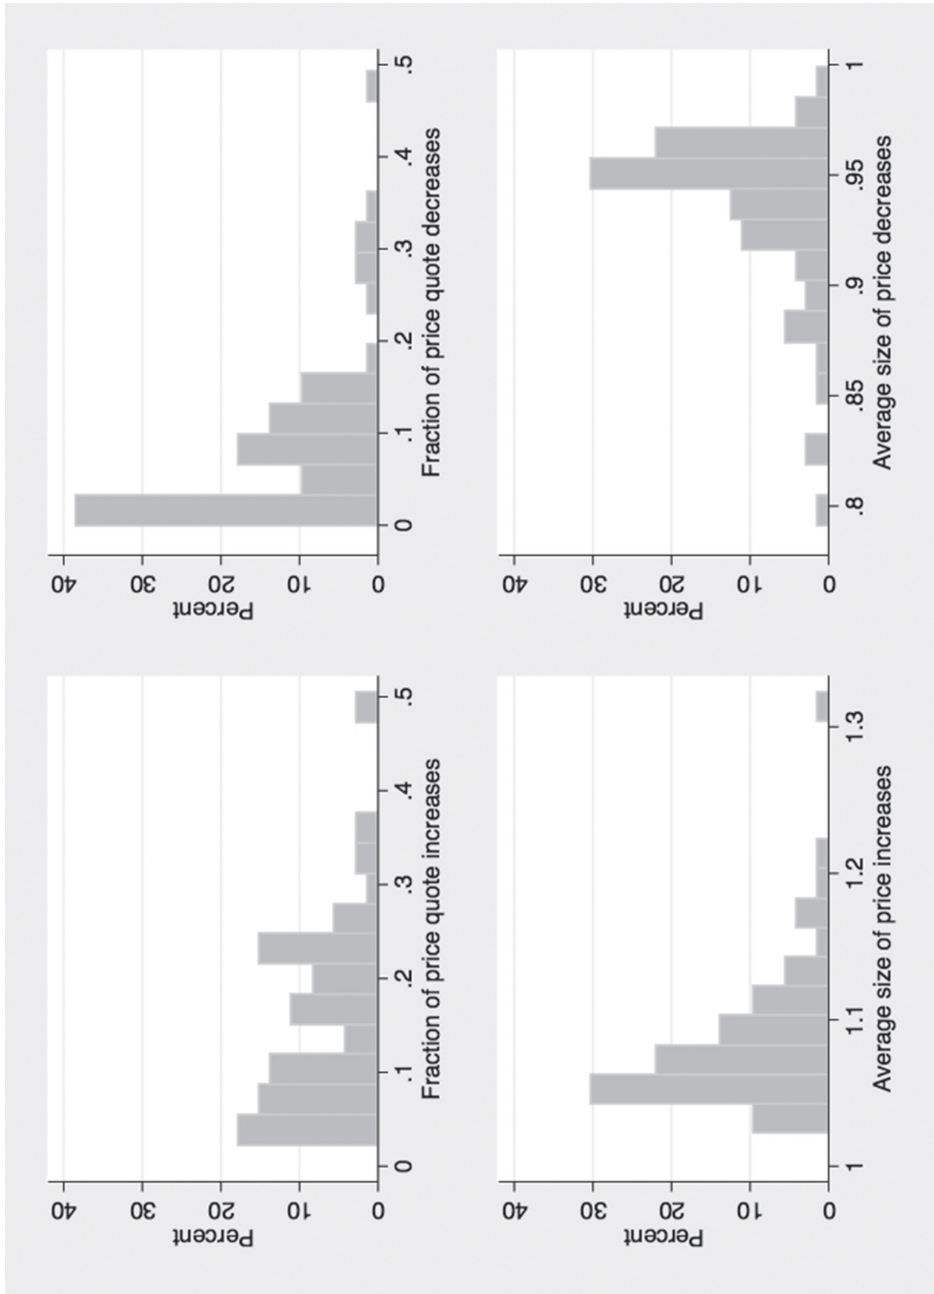 Percent
40
30
20
10
0
0 .1 .2 .3 .4 .5
Fraction of price quote increases
Percent
40
30
20
10
0
0 .1 .2 .3 .4 .5
Fraction of price quote decreases
Percent
40
30
20
10
0
1 1.1 1.2 1.3
Average size of price increases
Percent
40
30
20
10
0
.8 .85 .9 .95 1
Average size of price decreases